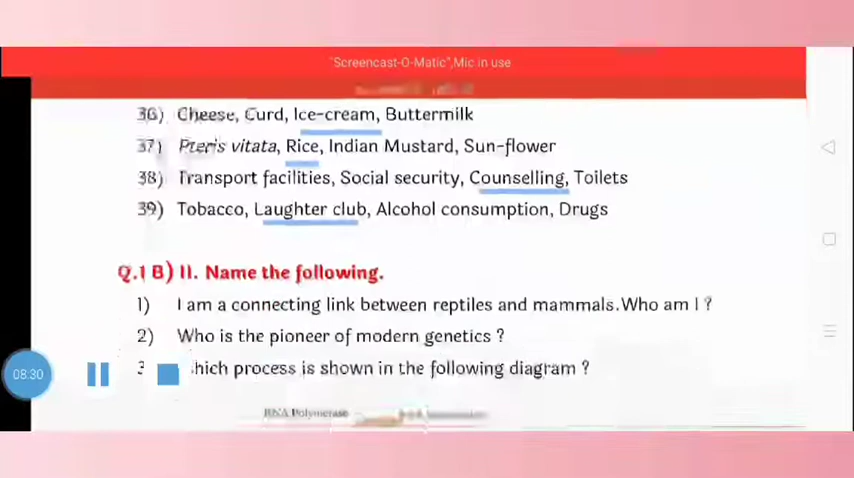 "Screencast-O-Matic",Mic in use
36) Cheese, Curd, Ice-cream, Buttermilk
37) Pteris vitata, Rice, Indian Mustard, Sun-flower
38) Transport facilities, Social security, Counselling, Toilets
39) Tobacco, Laughter club, Alcohol consumption, Drugs
Q.1 B) II. Name the following.
1) I am a connecting link between reptiles and mammals. Who am I ?
2) Who is the pioneer of modern genetics ?
hich process is shown in the following diagram ?
08:30
RNA Polymerase